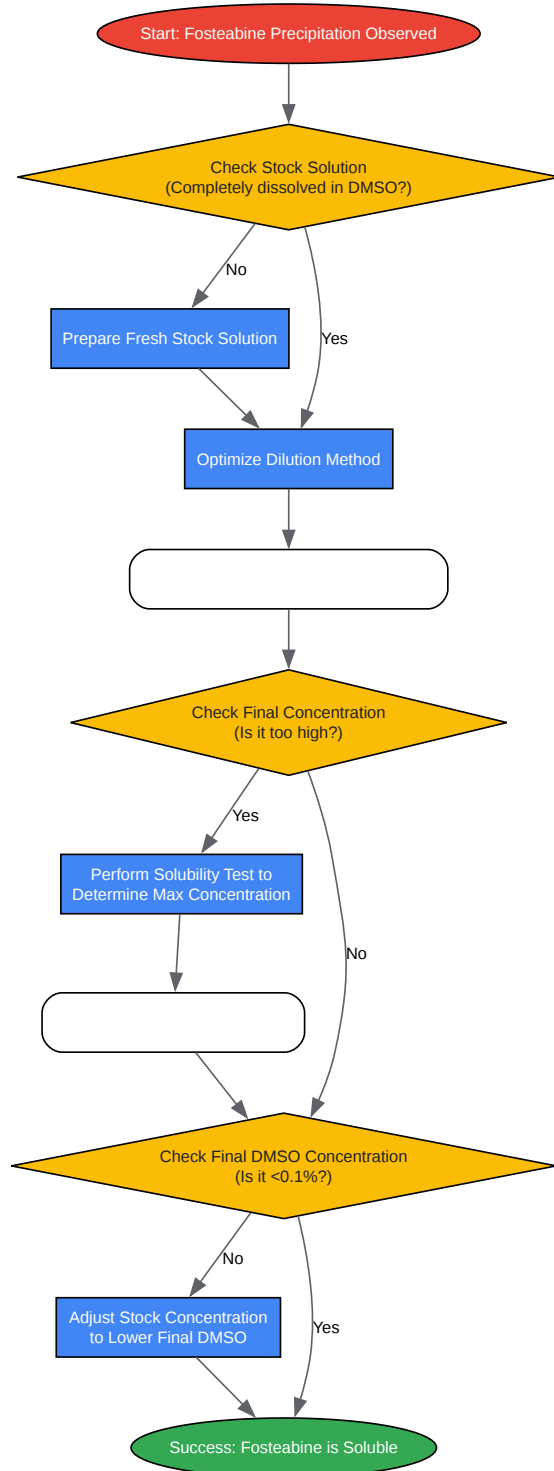 Start: Fosteabine Precipitation Observed
Check Stock Solution
(Completely dissolved in DMSO?)
No
Yes
Prepare Fresh Stock Solution
Optimize Dilution Method
Check Final Concentration
(Is it too high?)
Yes
Perform Solubility Test to
Determine Max Concentration
No
Check Final DMSO Concentration
(Is it <0.1%?)
No
Adjust Stock Concentration
to Lower Final DMSO
Yes
Success: Fosteabine is Soluble